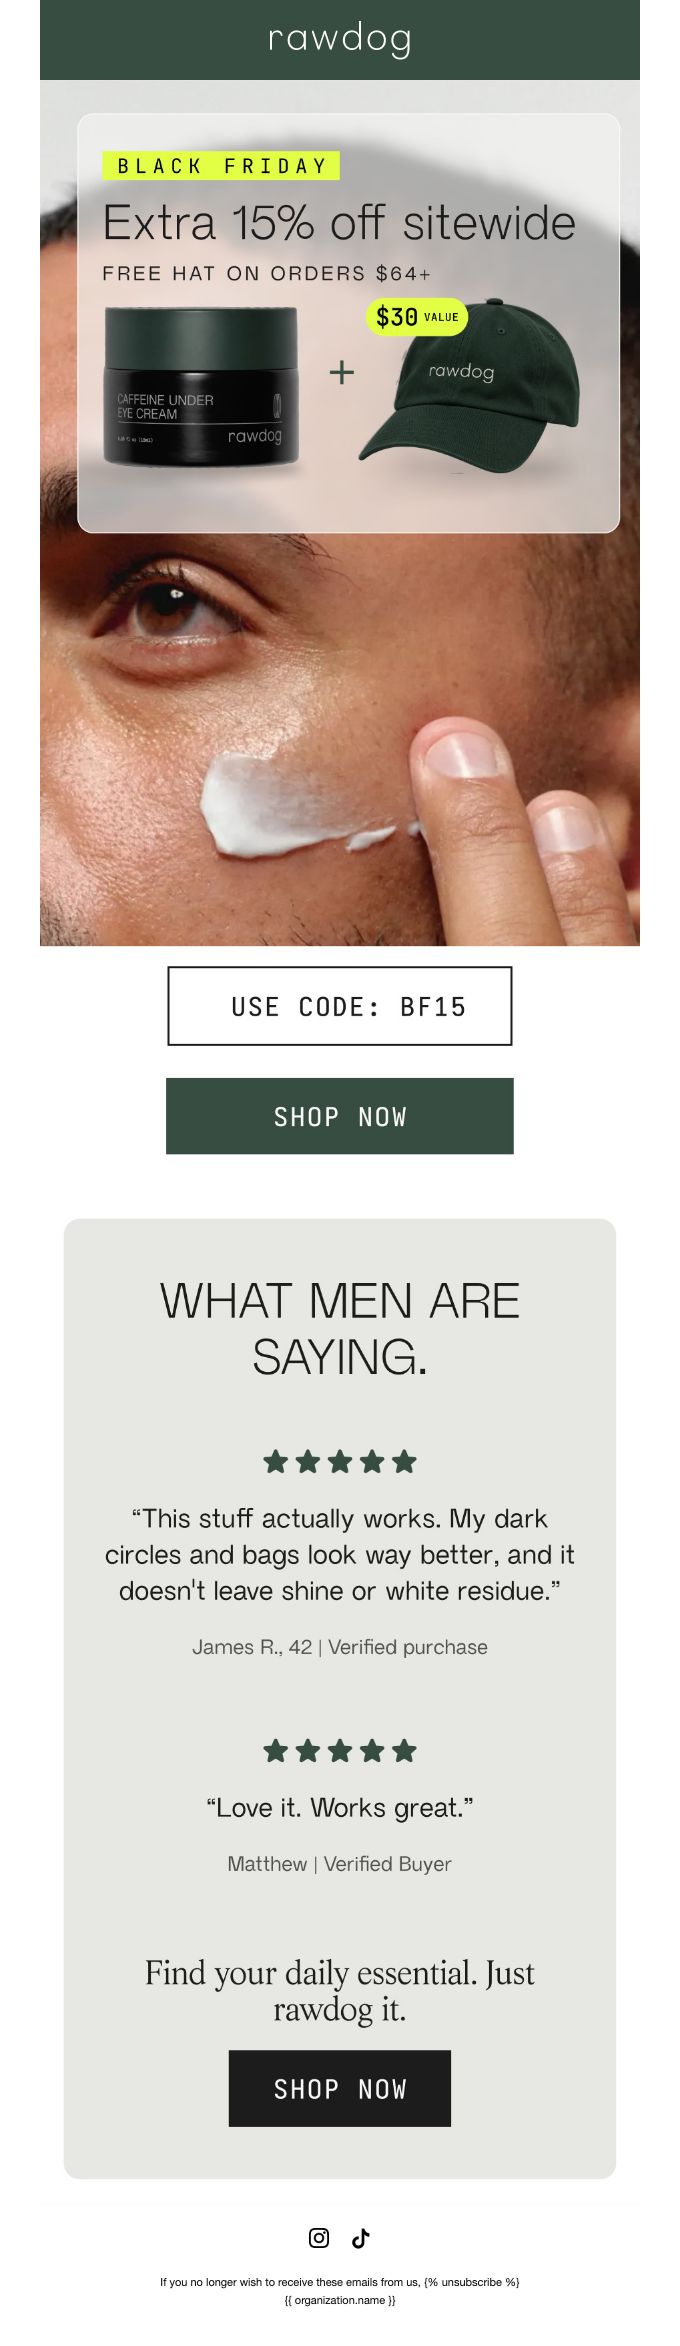 rawdog
BLACK FRIDAY
Extra 15% off sitewide
FREE HAT ON ORDERS $64+
$30 VALUE
rawdog
CAFFEINE UNDER
EYE CREAM
rawdog
USE CODE: BF15
SHOP NOW
WHAT MEN ARE
SAYING.
“This stuff actually works. My dark
circles and bags look way better, and it
doesn't leave shine or white residue.”
James R., 42 | Verified purchase
“Love it. Works great.”
Matthew | Verified Buyer
Find your daily essential. Just
rawdog it.
SHOP NOW
If you no longer wish to receive these emails from us, {% unsubscribe %}
{{ organization.name }}